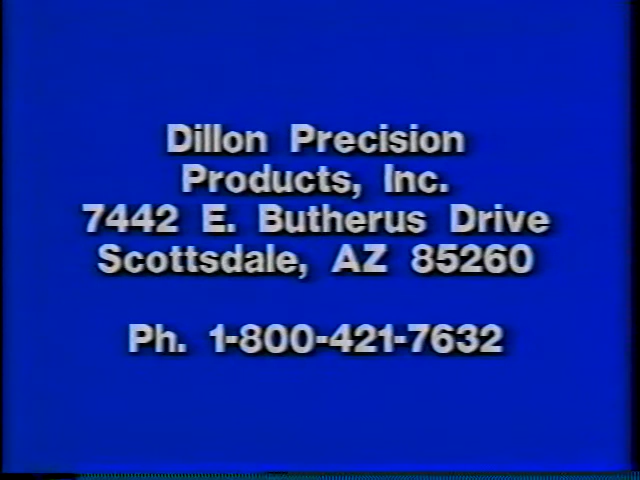 Dillon Precision
Products, Inc.
7442 E. Butherus Drive
Scottsdale, AZ 85260
Ph. 1-800-421-7632